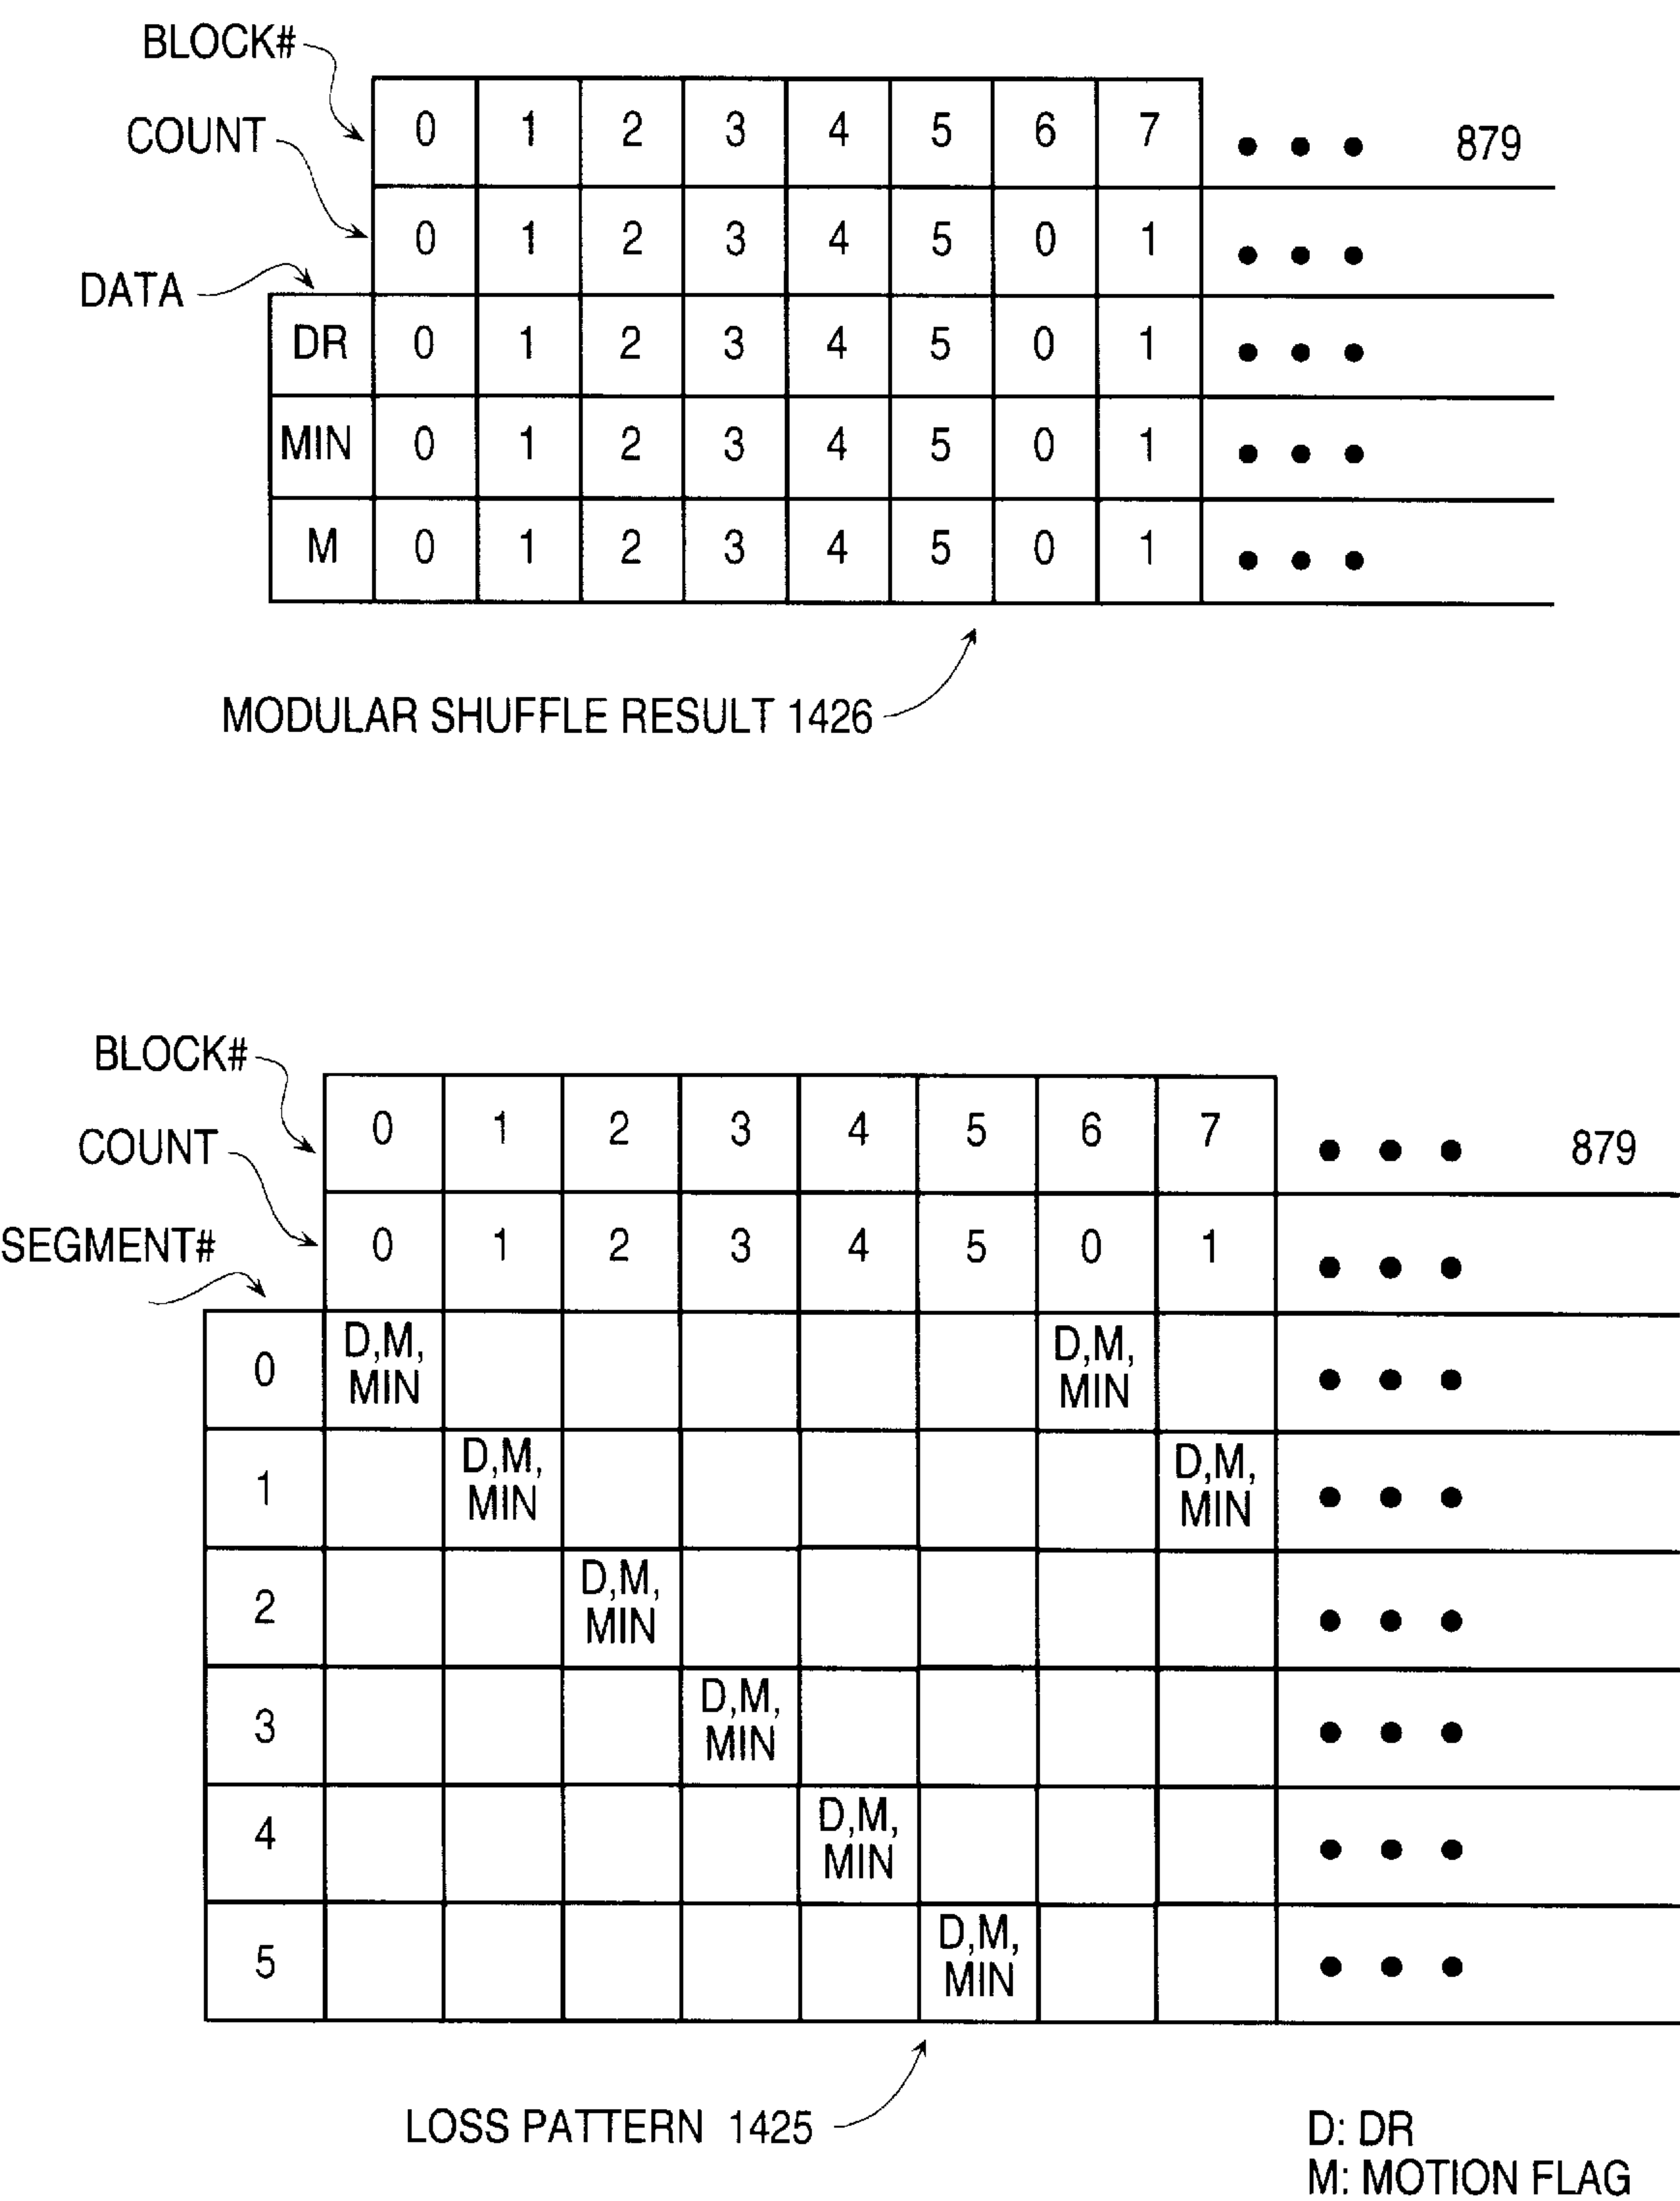 BLOCK#
0 1 2 3 4 5 6 7 ● ● ● 879
COUNT
0 1 2 3 4 5 0 1 ● ● ●
DATA
DR 0 1 2 3 4 5 0 1 ● ● ●
MIN 0 1 2 3 4 5 0 1 ● ● ●
M 0 1 2 3 4 5 0 1 ● ● ●
MODULAR SHUFFLE RESULT 1426
BLOCK#
0 1 2 3 4 5 6 7 ● ● ● 879
COUNT
0 1 2 3 4 5 0 1 ● ● ●
SEGMENT#
0 D,M, D,M, ● ● ●
MIN MIN
1 D,M, D,M, ● ● ●
MIN MIN
2 D,M, ● ● ●
MIN
3 D,M, ● ● ●
MIN
4 D,M, ● ● ●
MIN
5 D,M, ● ● ●
MIN
LOSS PATTERN 1425
D: DR
M: MOTION FLAG